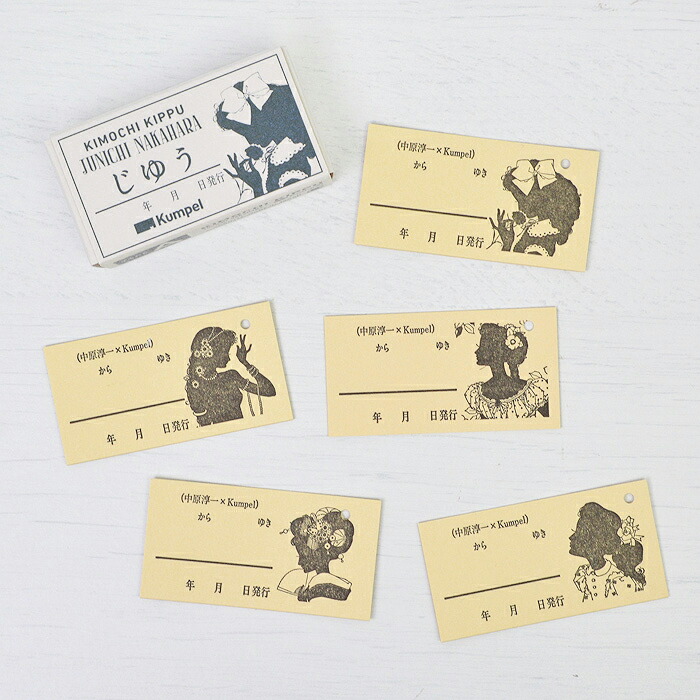 KIMOCHI KIPPU
JUNICHI NAKAHARA
じゆう
年 月 日発行
Kumpel
(中原淳一×Kumpel)
から ゆき
年 月 日発行
(中原淳一×Kumpel)
から ゆき
年 月 日発行
(中原淳一×Kumpel)
から ゆき
年 月 日発行
(中原淳一×Kumpel)
から ゆき
年 月 日発行
(中原淳一×Kumpel)
から ゆき
年 月 日発行